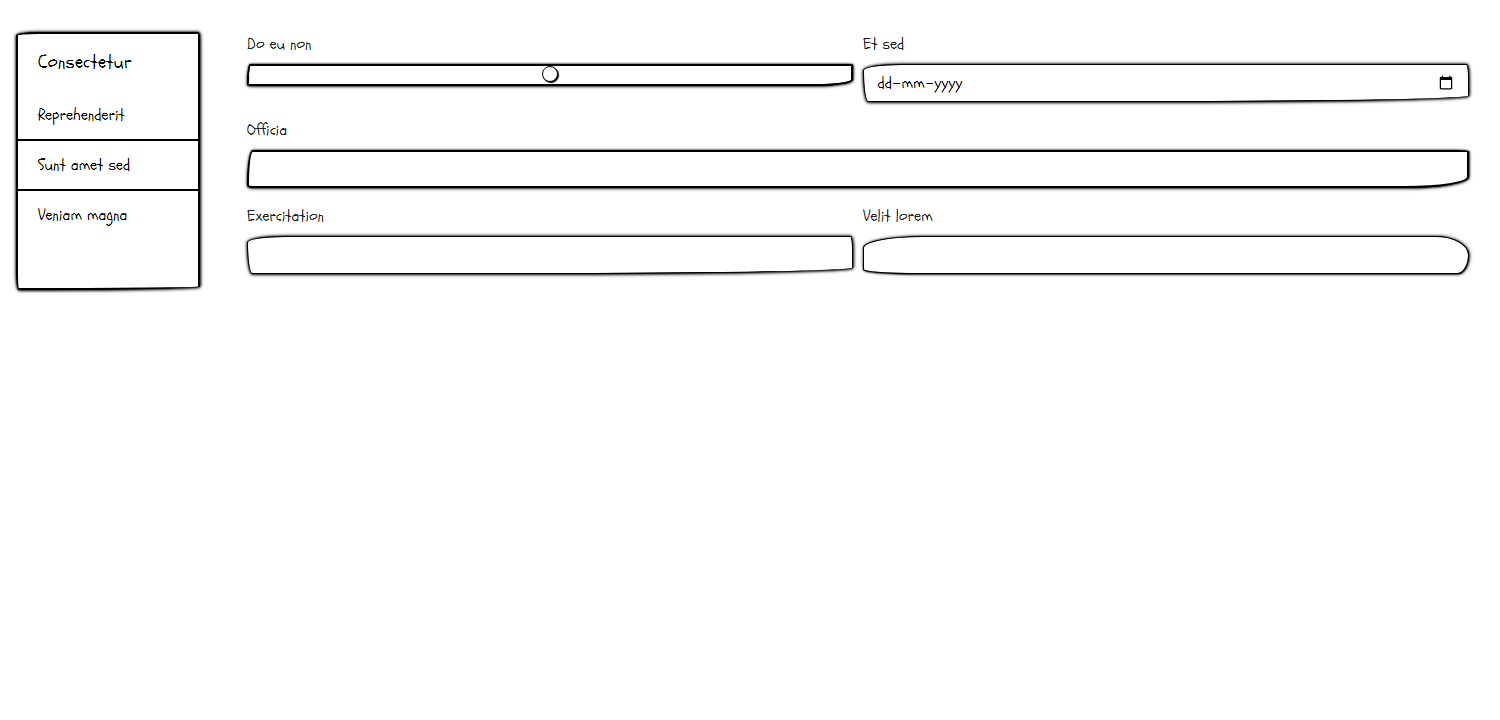 Consectetur
Reprehenderit
Sunt amet sed
Veniam magna
Do eu non
Et sed
dd-mm-yyyy
Officia
Exercitation
Velit lorem